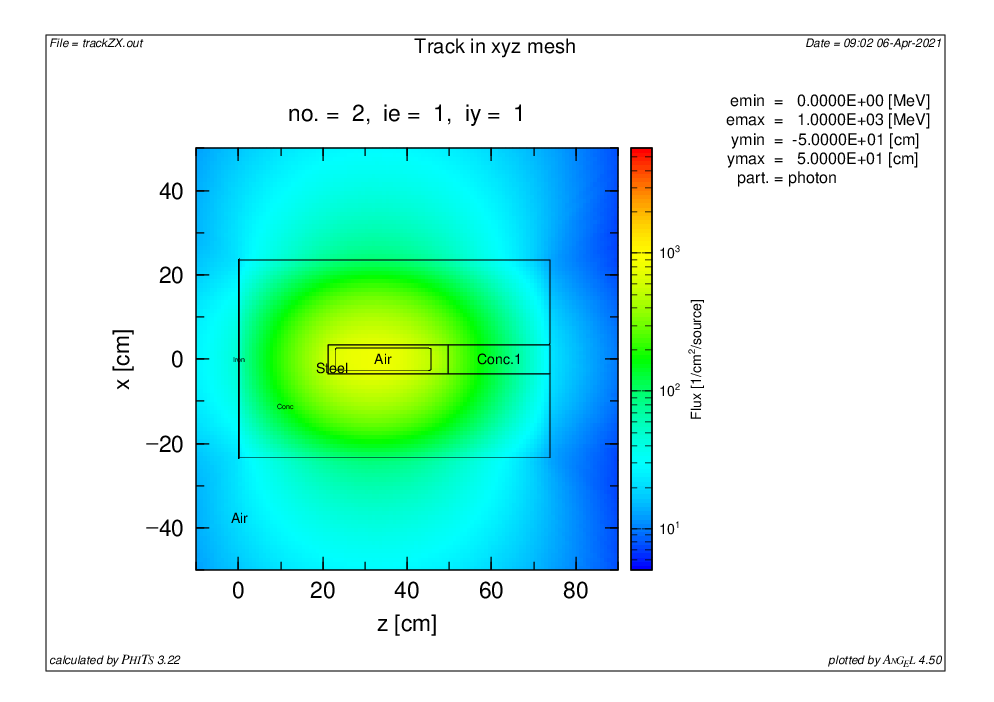 File = trackZX.out
Track in xyz mesh
Date = 09:02 06-Apr-2021
no. = 2, ie = 1, iy = 1
emin = 0.0000E+00 [MeV]
emax = 1.0000E+03 [MeV]
ymin = -5.0000E+01 [cm]
ymax = 5.0000E+01 [cm]
part. = photon
40
20
0
−20
−40
x [cm]
Iron
Steel
Air
Conc.1
Conc
Air
0
20
40
60
80
z [cm]
10³
10²
10¹
Flux [1/cm²/source]
calculated by PHITS 3.22
plotted by ANGEL 4.50